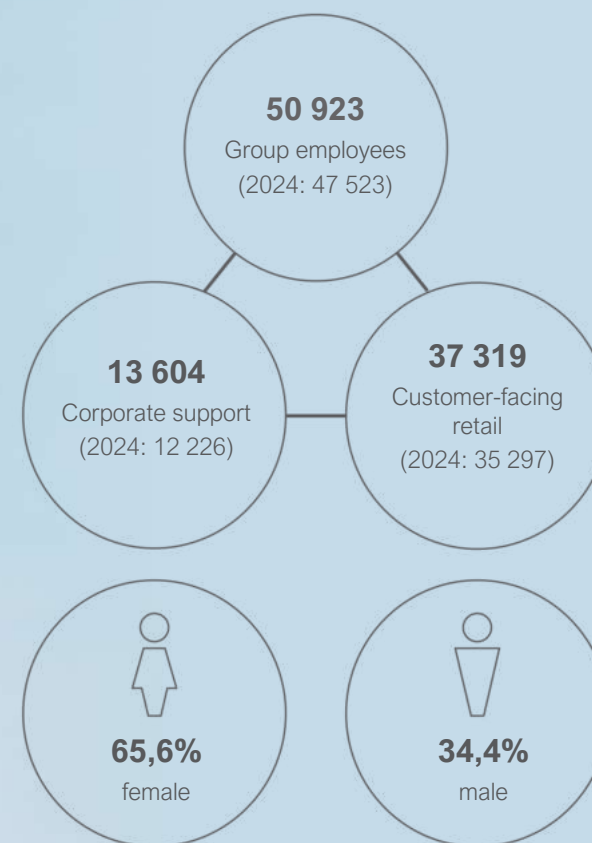 50 923
Group employees
(2024: 47 523)
13 604
Corporate support
(2024: 12 226)
37 319
Customer-facing
retail
(2024: 35 297)
65,6%
female
34,4%
male